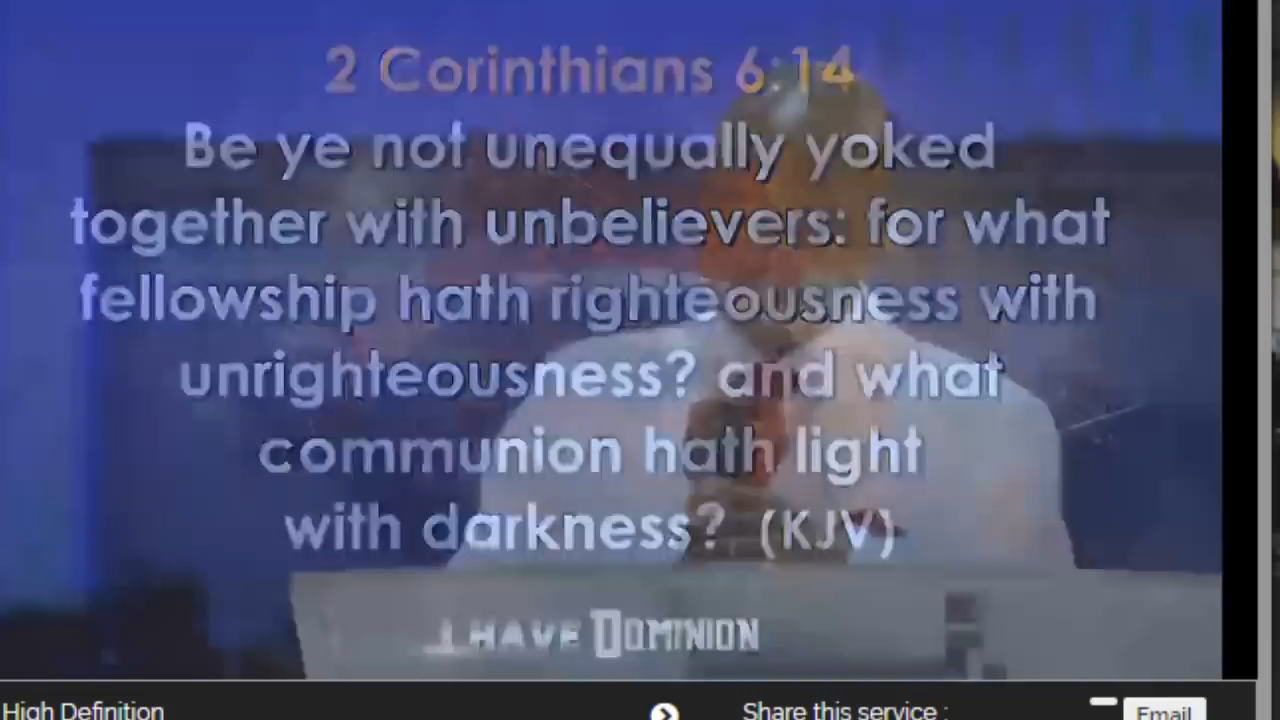 2 Corinthians 6:14
Be ye not unequally yoked
together with unbelievers: for what
fellowship hath righteousness with
unrighteousness? and what
communion hath light
with darkness? (KJV)
I HAVE DOMINION
High Definition
Share this service :
Email